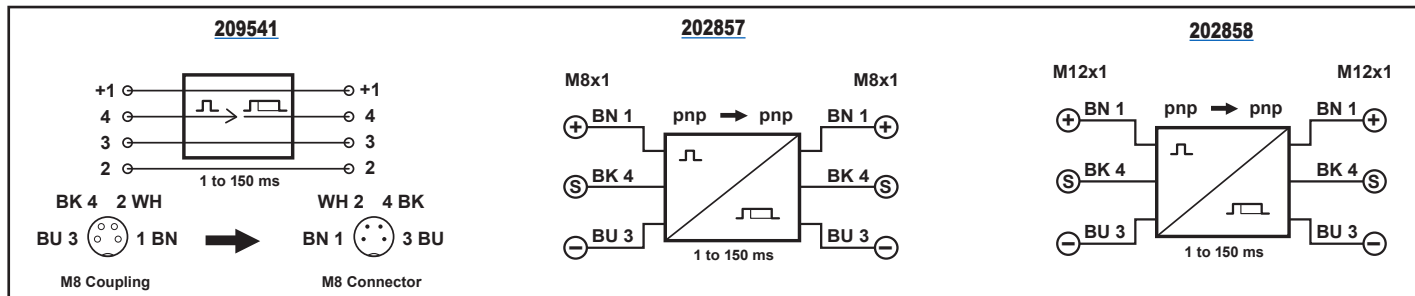 209541
+1 +1
4 4
3 3
2 2
1 to 150 ms
BK 4 2 WH
BU 3 1 BN
M8 Coupling
WH 2 4 BK
BN 1 3 BU
M8 Connector
202857
M8x1 M8x1
pnp pnp
+ BN 1 BN 1 +
S BK 4 BK 4 S
− BU 3 BU 3 −
1 to 150 ms
202858
M12x1 M12x1
pnp pnp
+ BN 1 BN 1 +
S BK 4 BK 4 S
− BU 3 BU 3 −
1 to 150 ms